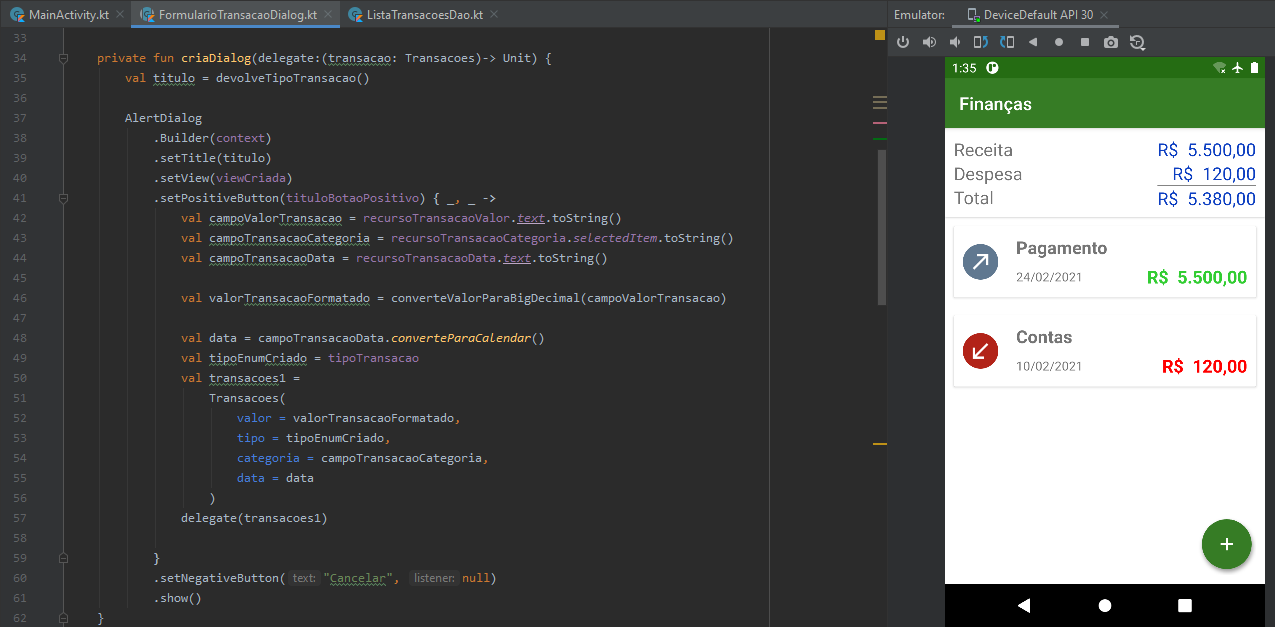 MainActivity.kt
FormularioTransacaoDialog.kt
ListaTransacoesDao.kt
Emulator:
DeviceDefault API 30
33
34 private fun criaDialog(delegate:(transacao: Transacoes)-> Unit) {
35 val titulo = devolveTipoTransacao()
36
37 AlertDialog
38 .Builder(context)
39 .setTitle(titulo)
40 .setView(viewCriada)
41 .setPositiveButton(tituloBotaoPositivo) { _, _ ->
42 val campoValorTransacao = recursoTransacaoValor.text.toString()
43 val campoTransacaoCategoria = recursoTransacaoCategoria.selectedItem.toString()
44 val campoTransacaoData = recursoTransacaoData.text.toString()
45
46 val valorTransacaoFormatado = converteValorParaBigDecimal(campoValorTransacao)
47
48 val data = campoTransacaoData.converteParaCalendar()
49 val tipoEnumCriado = tipoTransacao
50 val transacoes1 =
51 Transacoes(
52 valor = valorTransacaoFormatado,
53 tipo = tipoEnumCriado,
54 categoria = campoTransacaoCategoria,
55 data = data
56 )
57 delegate(transacoes1)
58
59 }
60 .setNegativeButton( text: "Cancelar", listener: null)
61 .show()
62 }
1:35
Finanças
Receita R$ 5.500,00
Despesa R$ 120,00
Total R$ 5.380,00
Pagamento
24/02/2021 R$ 5.500,00
Contas
10/02/2021 R$ 120,00
+